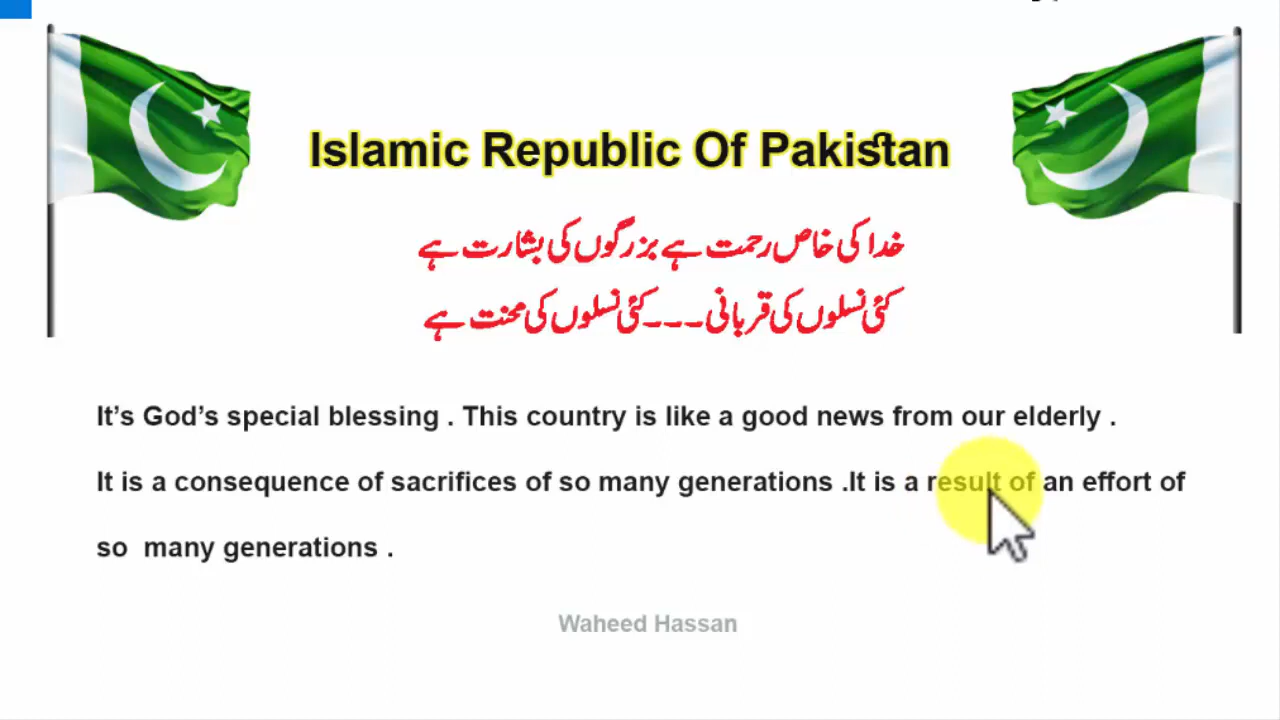 Islamic Republic Of Pakistan
خدا کی خاص رحمت ہے بزرگوں کی بشارت ہے
کئی نسلوں کی قربانی ۔۔۔ کئی نسلوں کی محنت ہے
It’s God’s special blessing . This country is like a good news from our elderly .
It is a consequence of sacrifices of so many generations .It is a result of an effort of
so  many generations .
Waheed Hassan